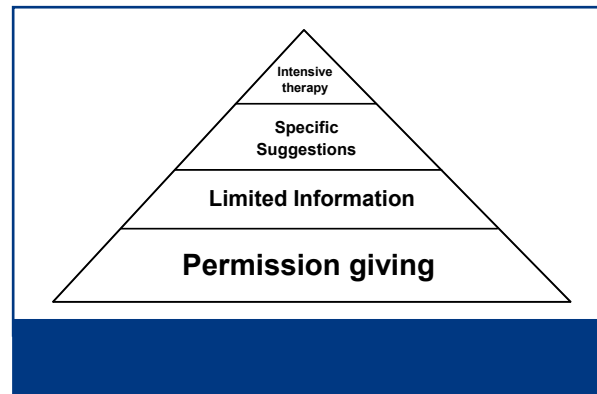 Intensive
therapy
Specific
Suggestions
Limited Information
Permission giving